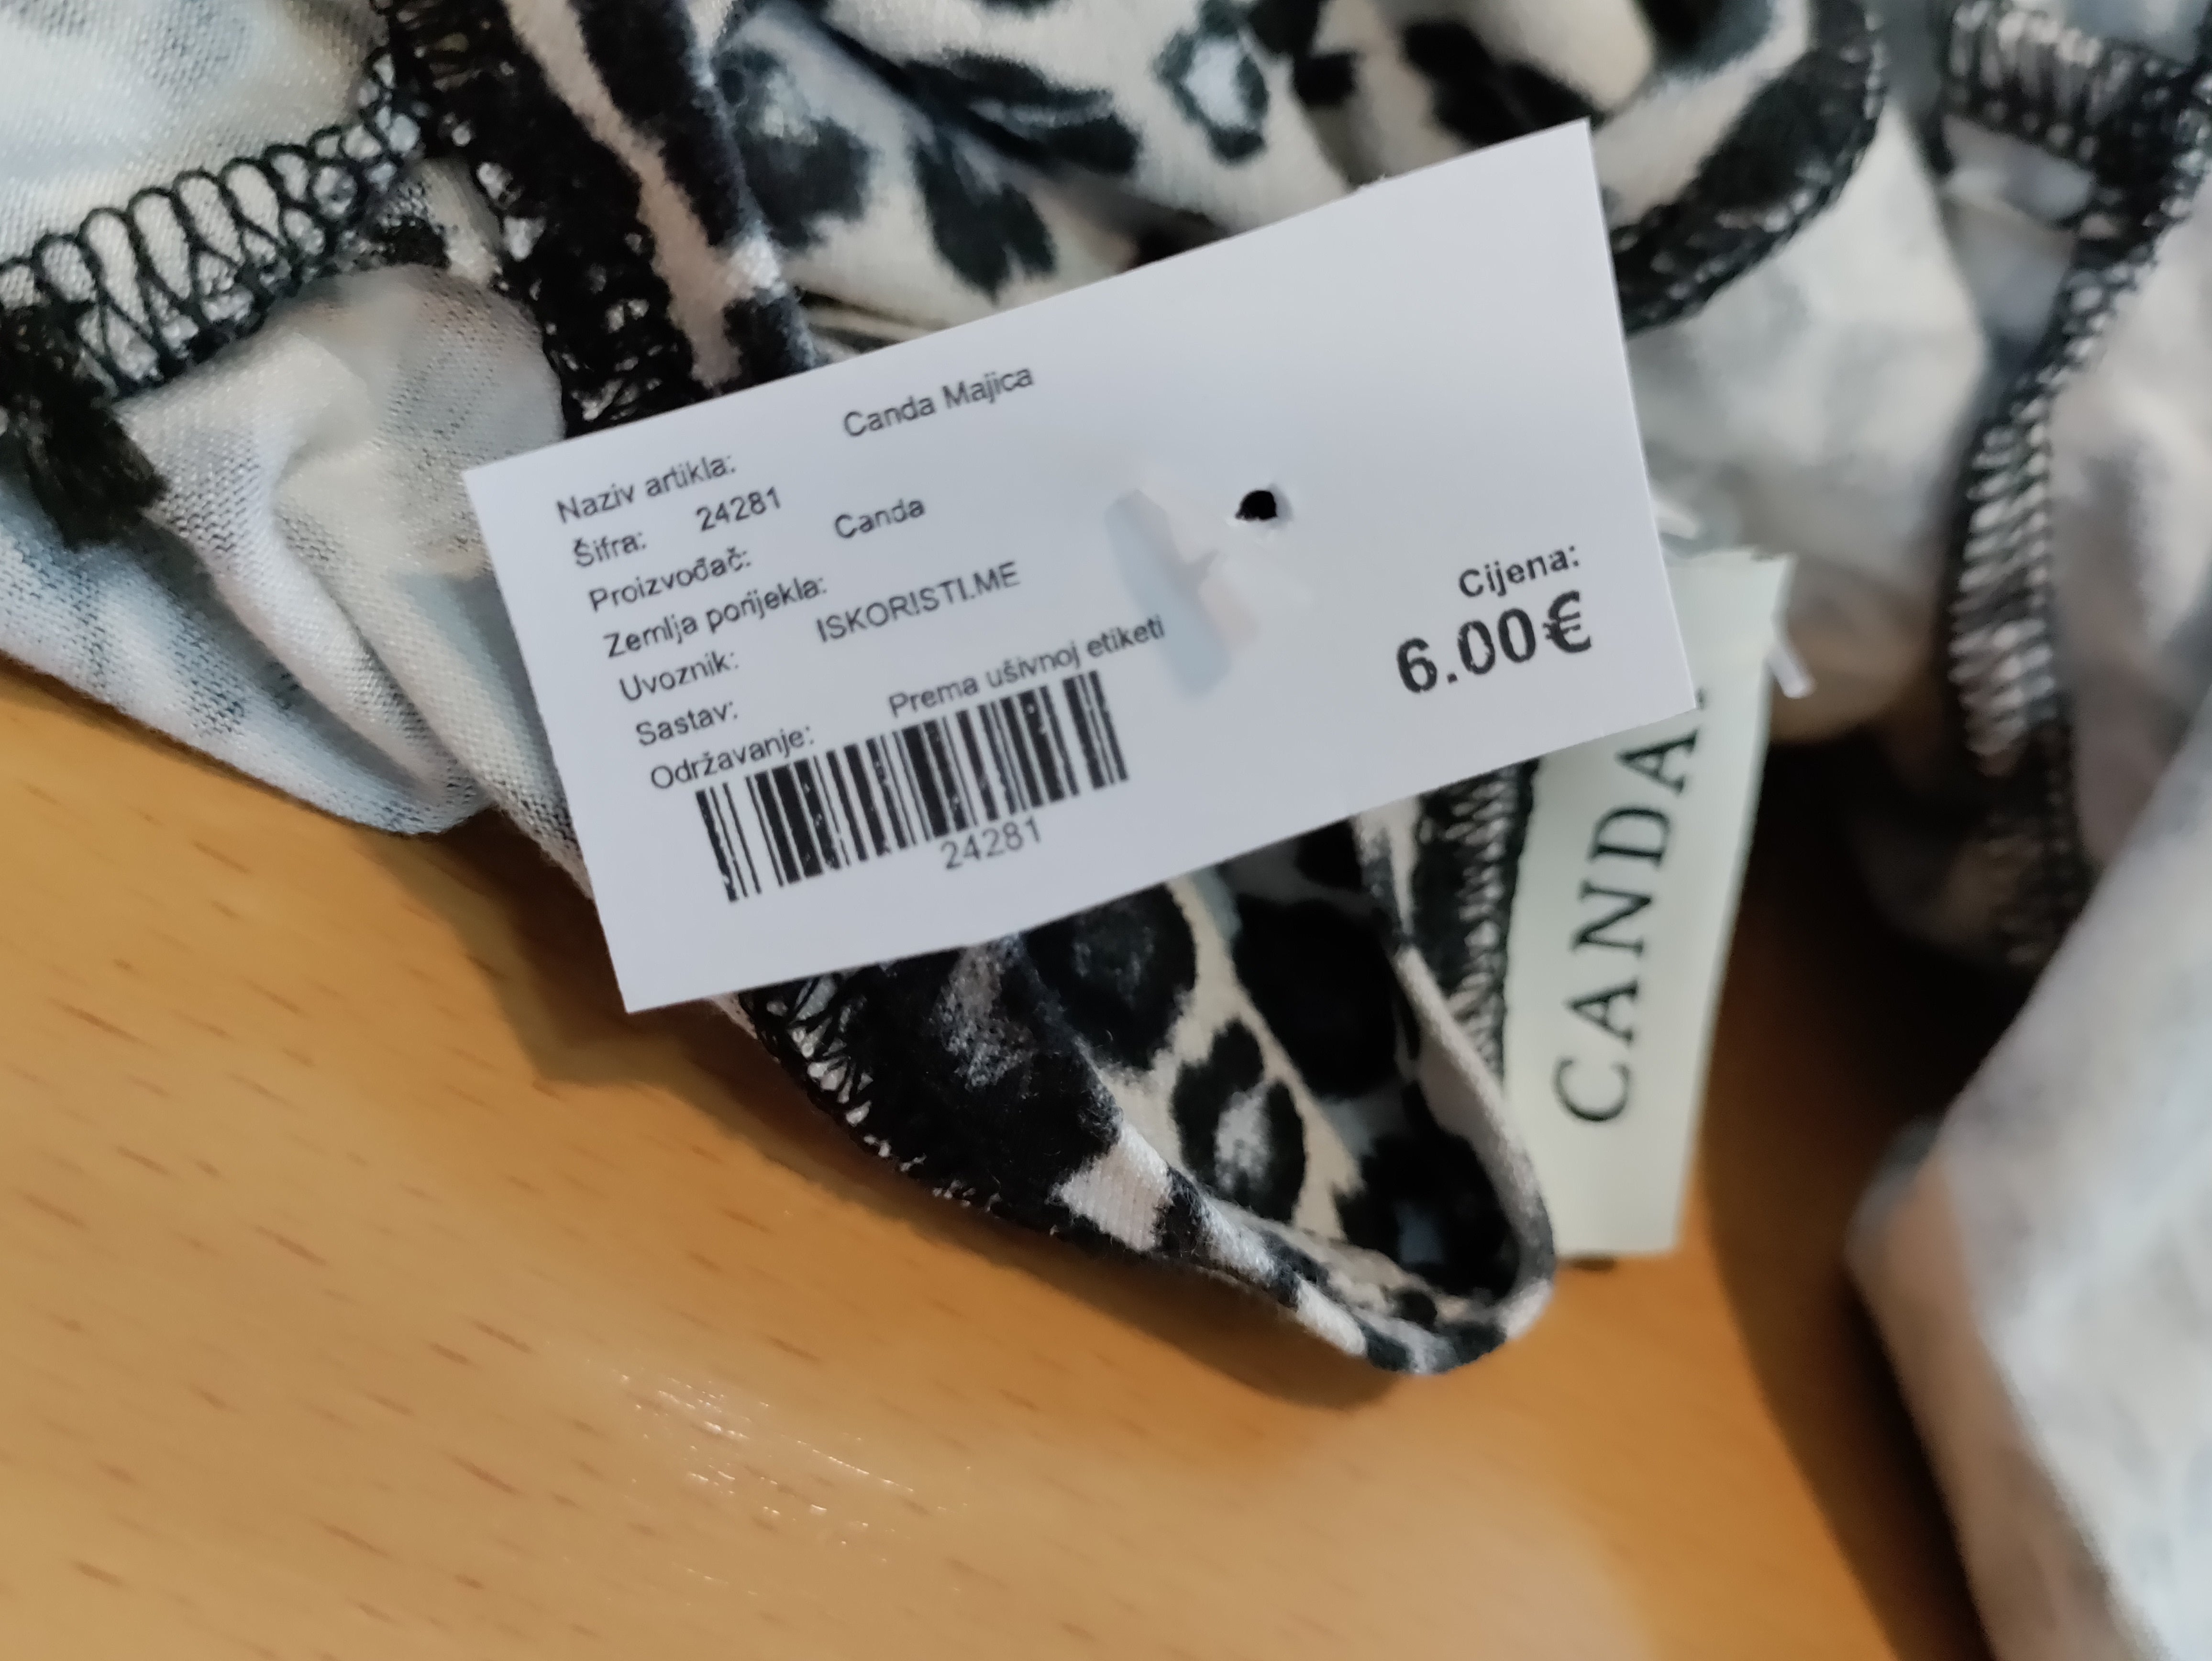 Naziv artikla: Canda Majica
Šifra: 24281
Proizvođač: Canda
Zemlja porijekla:
Uvoznik: ISKORISTI.ME
Sastav:
Održavanje: Prema ušivnoj etiketi
24281
Cijena:
6.00€
CANDA